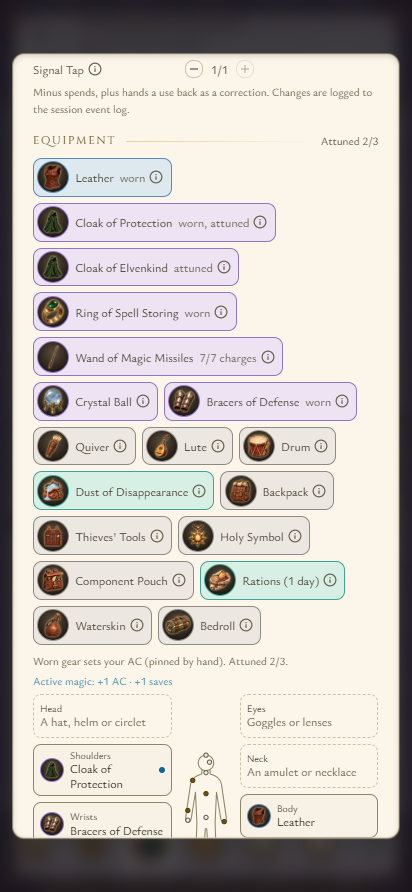 Signal Tap 1/1
Minus spends, plus hands a use back as a correction. Changes are logged to
the session event log.
EQUIPMENT Attuned 2/3
Leather worn
Cloak of Protection worn, attuned
Cloak of Elvenkind attuned
Ring of Spell Storing worn
Wand of Magic Missiles 7/7 charges
Crystal Ball Bracers of Defense worn
Quiver Lute Drum
Dust of Disappearance Backpack
Thieves' Tools Holy Symbol
Component Pouch Rations (1 day)
Waterskin Bedroll
Worn gear sets your AC (pinned by hand). Attuned 2/3.
Active magic: +1 AC · +1 saves
Head
A hat, helm or circlet
Eyes
Goggles or lenses
Shoulders
Cloak of
Protection
Neck
An amulet or necklace
Wrists
Bracers of Defense
Body
Leather